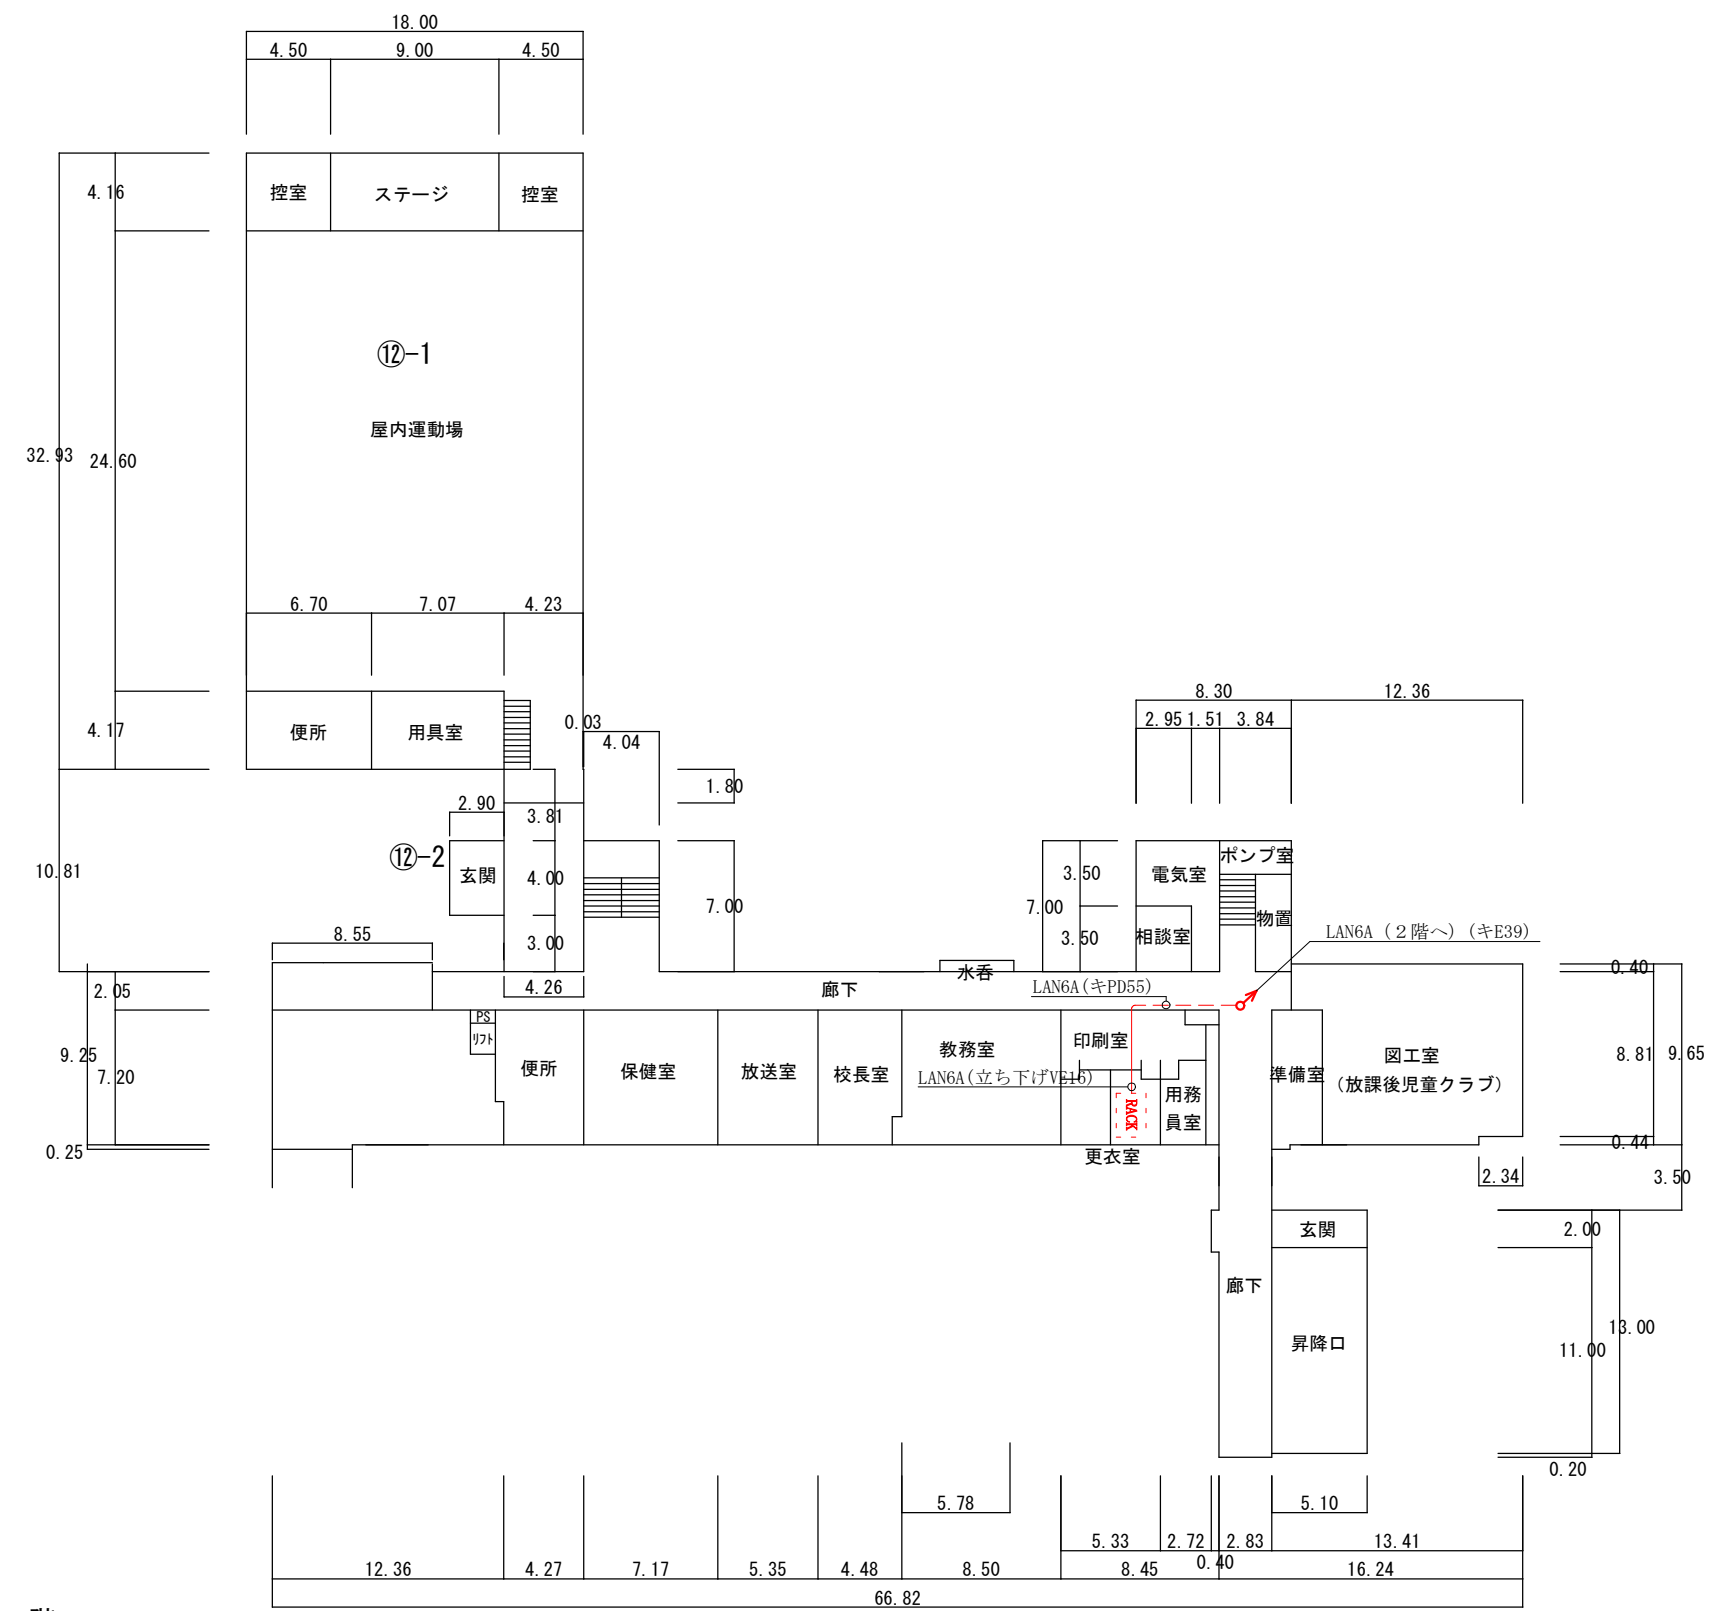 18.00
4.50 9.00 4.50
4.16
控室 ステージ 控室
⑫-1
屋内運動場
32.93
24.60
6.70 7.07 4.23
4.17
便所 用具室
0.03
4.04
1.80
2.90
3.81
⑫-2
玄関
4.00
10.81
7.00
3.00
8.55
4.26
2.05
9.25
7.20
0.25
8.30 12.36
2.95 1.51 3.84
3.50
7.00
3.50
電気室
ポンプ室
相談室
物置
LAN6A (2階へ) (キE39)
水呑
廊下
LAN6A(キPD55)
0.40
PS
リフト
便所
保健室
放送室
校長室
教務室
印刷室
LAN6A(立ち下げVE16)
RACK
用務
員室
更衣室
準備室
図工室
(放課後児童クラブ)
8.81
9.65
0.44
2.34
3.50
玄関
2.00
廊下
昇降口
13.00
11.00
0.20
5.78
5.10
5.33 2.72 2.83 13.41
0.40
12.36 4.27 7.17 5.35 4.48 8.50 8.45 16.24
66.82